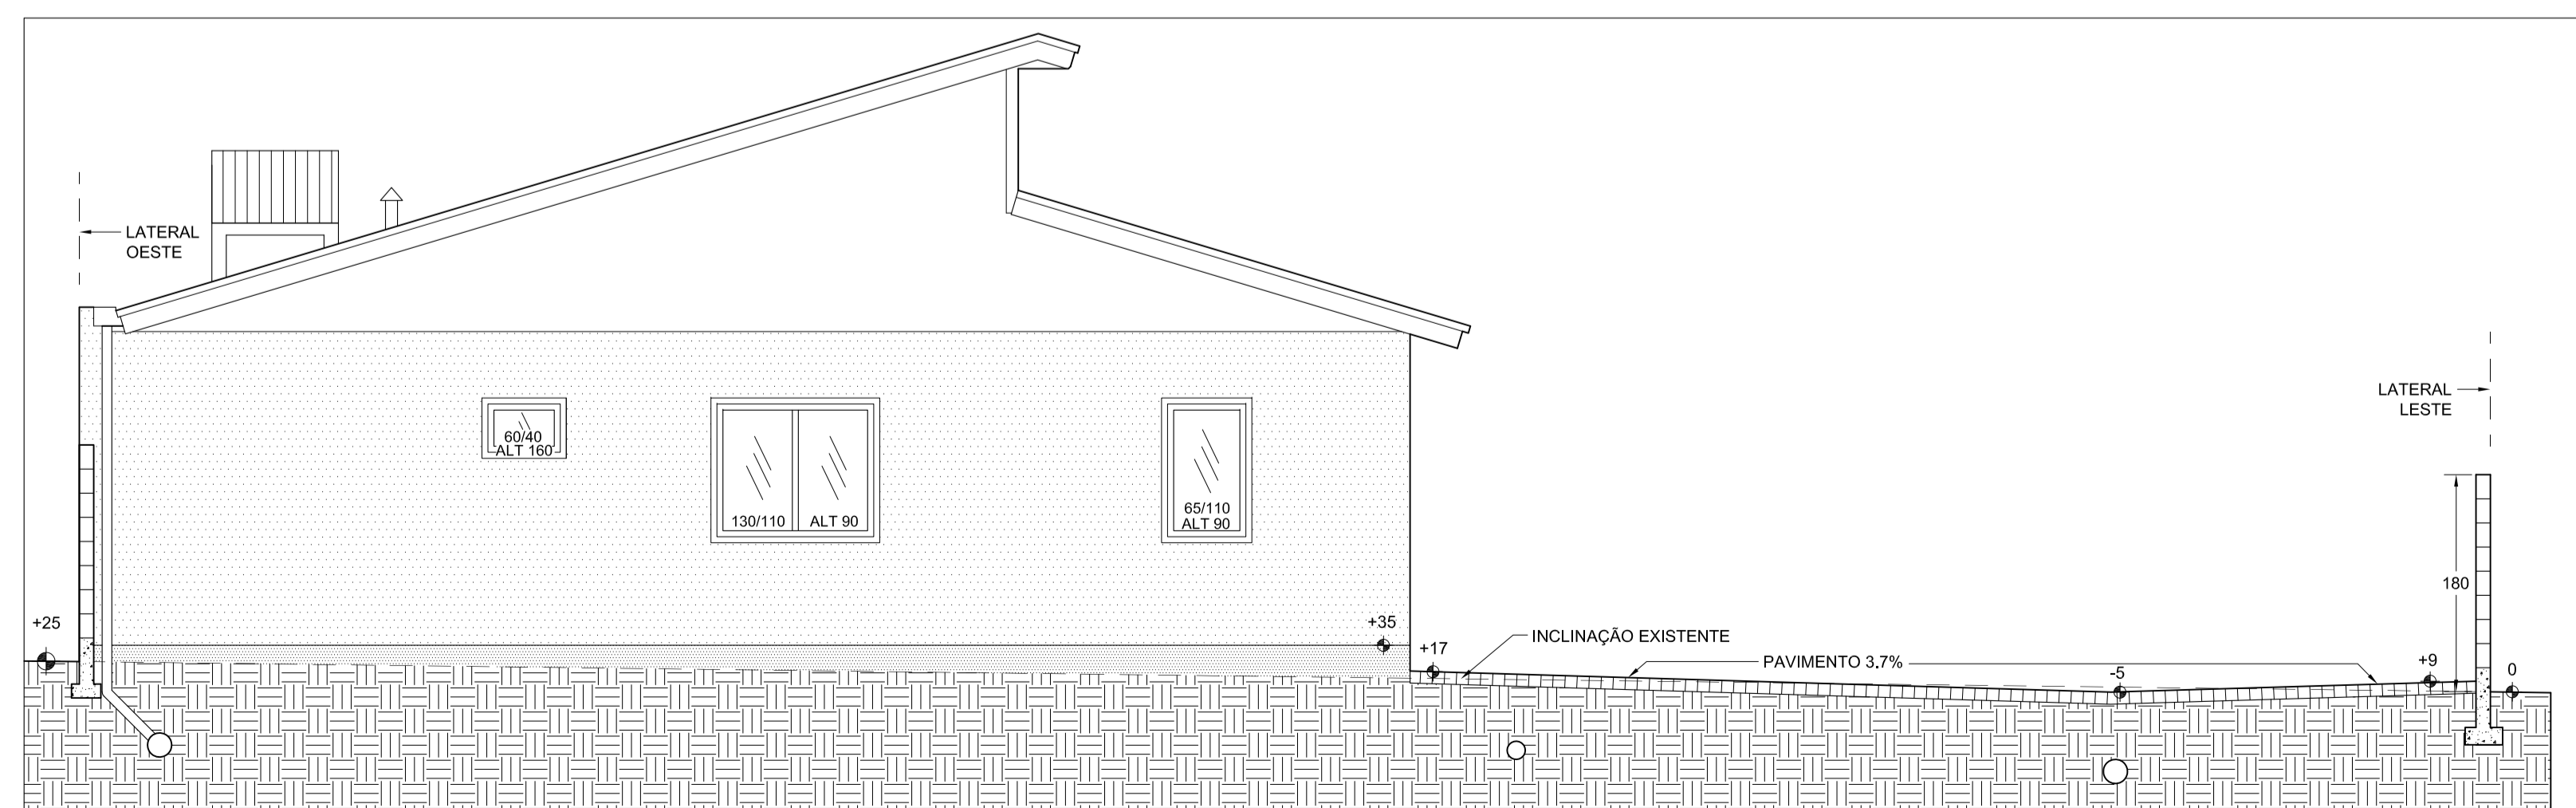 LATERAL
OESTE
LATERAL
LESTE
60/40
ALT 160
130/110 ALT 90
65/110
ALT 90
180
+25
+35
+17
INCLINAÇÃO EXISTENTE
PAVIMENTO 3.7%
-5
+9
0